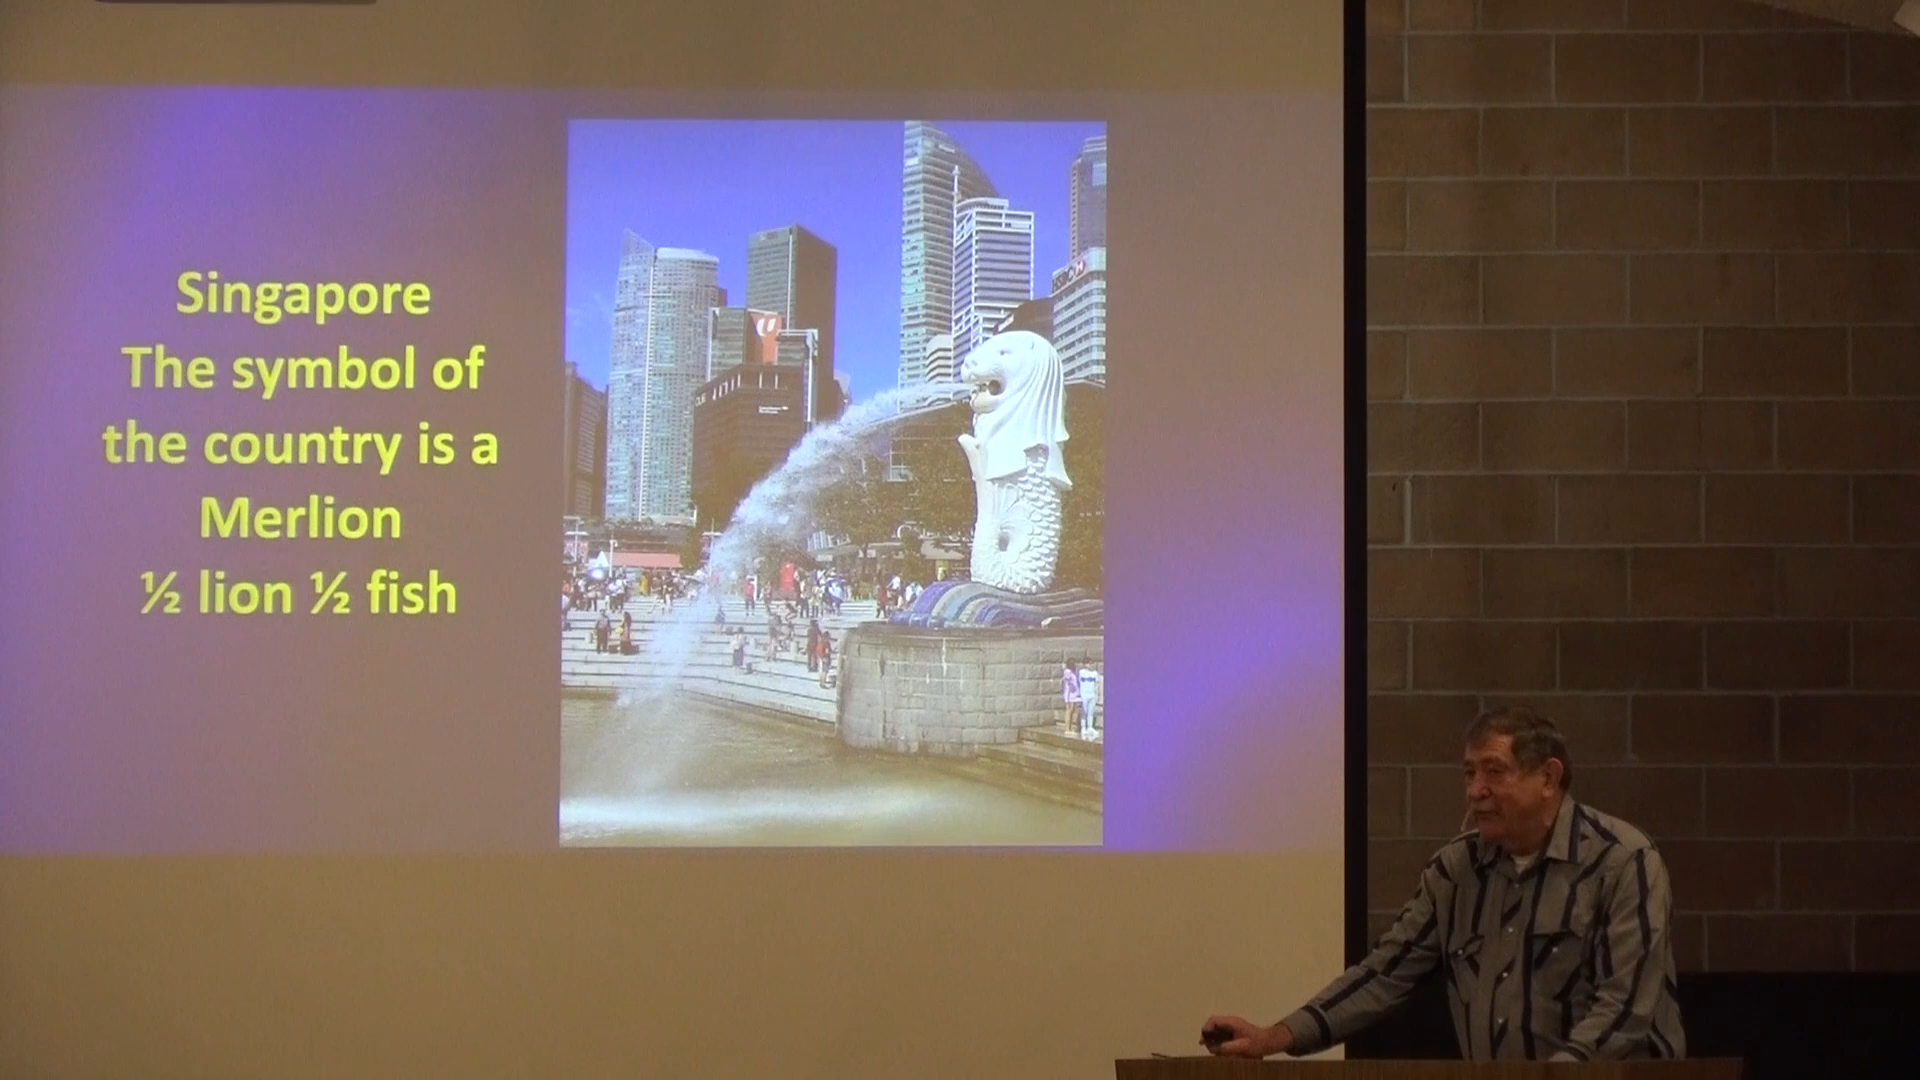 Singapore
The symbol of
the country is a
Merlion
½ lion ½ fish